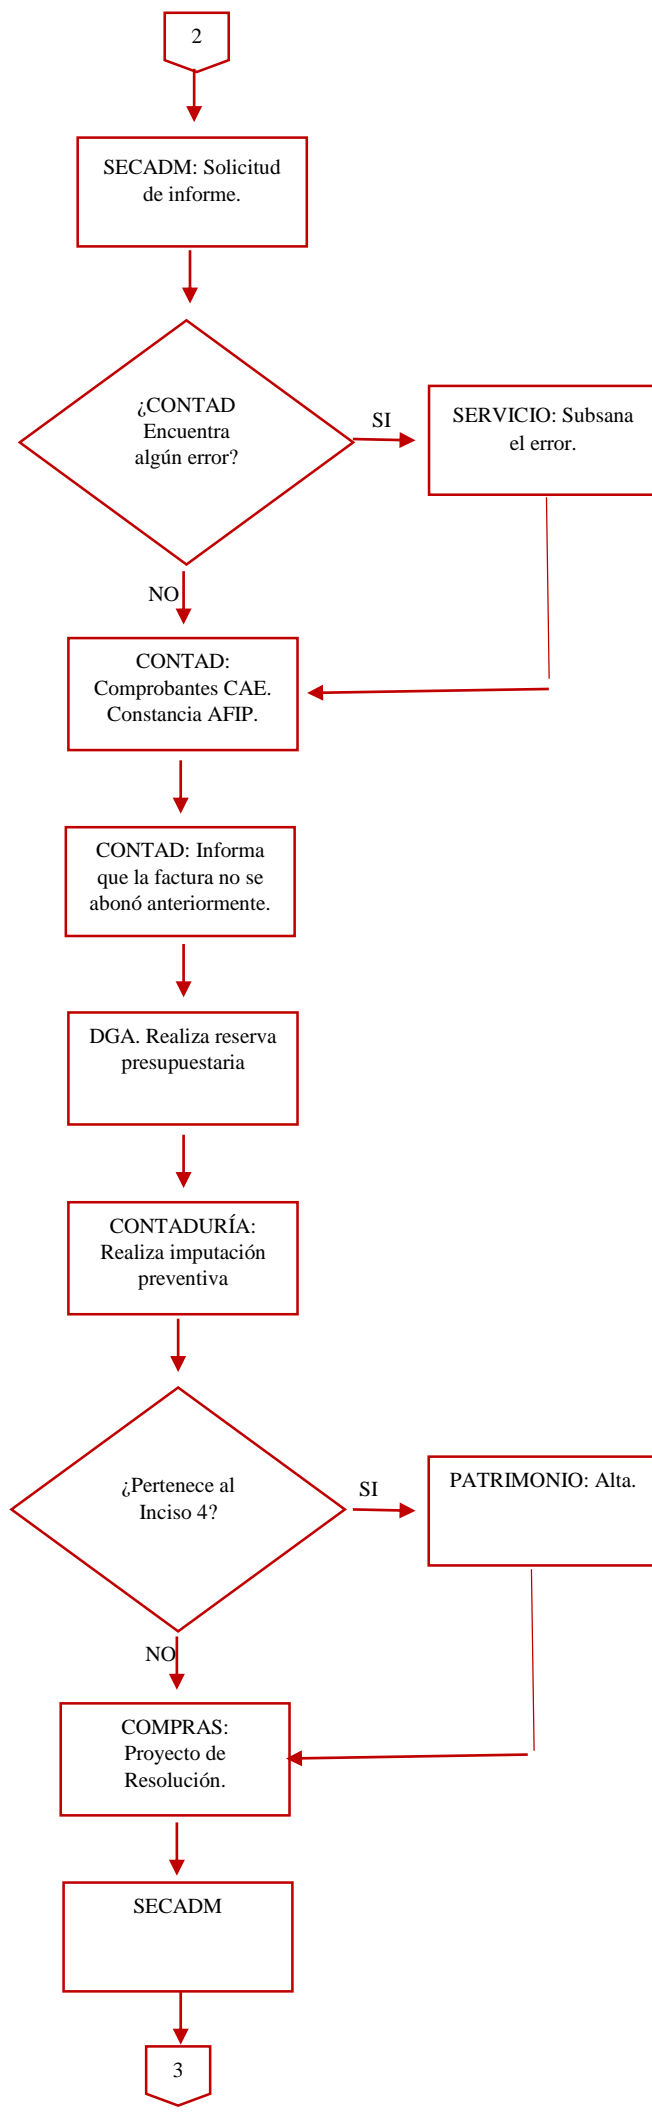 2
SECADM: Solicitud
de informe.
¿CONTAD
Encuentra
algún error?
SI
SERVICIO: Subsana
el error.
NO
CONTAD:
Comprobantes CAE.
Constancia AFIP.
CONTAD: Informa
que la factura no se
abonó anteriormente.
DGA. Realiza reserva
presupuestaria
CONTADURÍA:
Realiza imputación
preventiva
¿Pertenece al
Inciso 4?
SI
PATRIMONIO: Alta.
NO
COMPRAS:
Proyecto de
Resolución.
SECADM
3